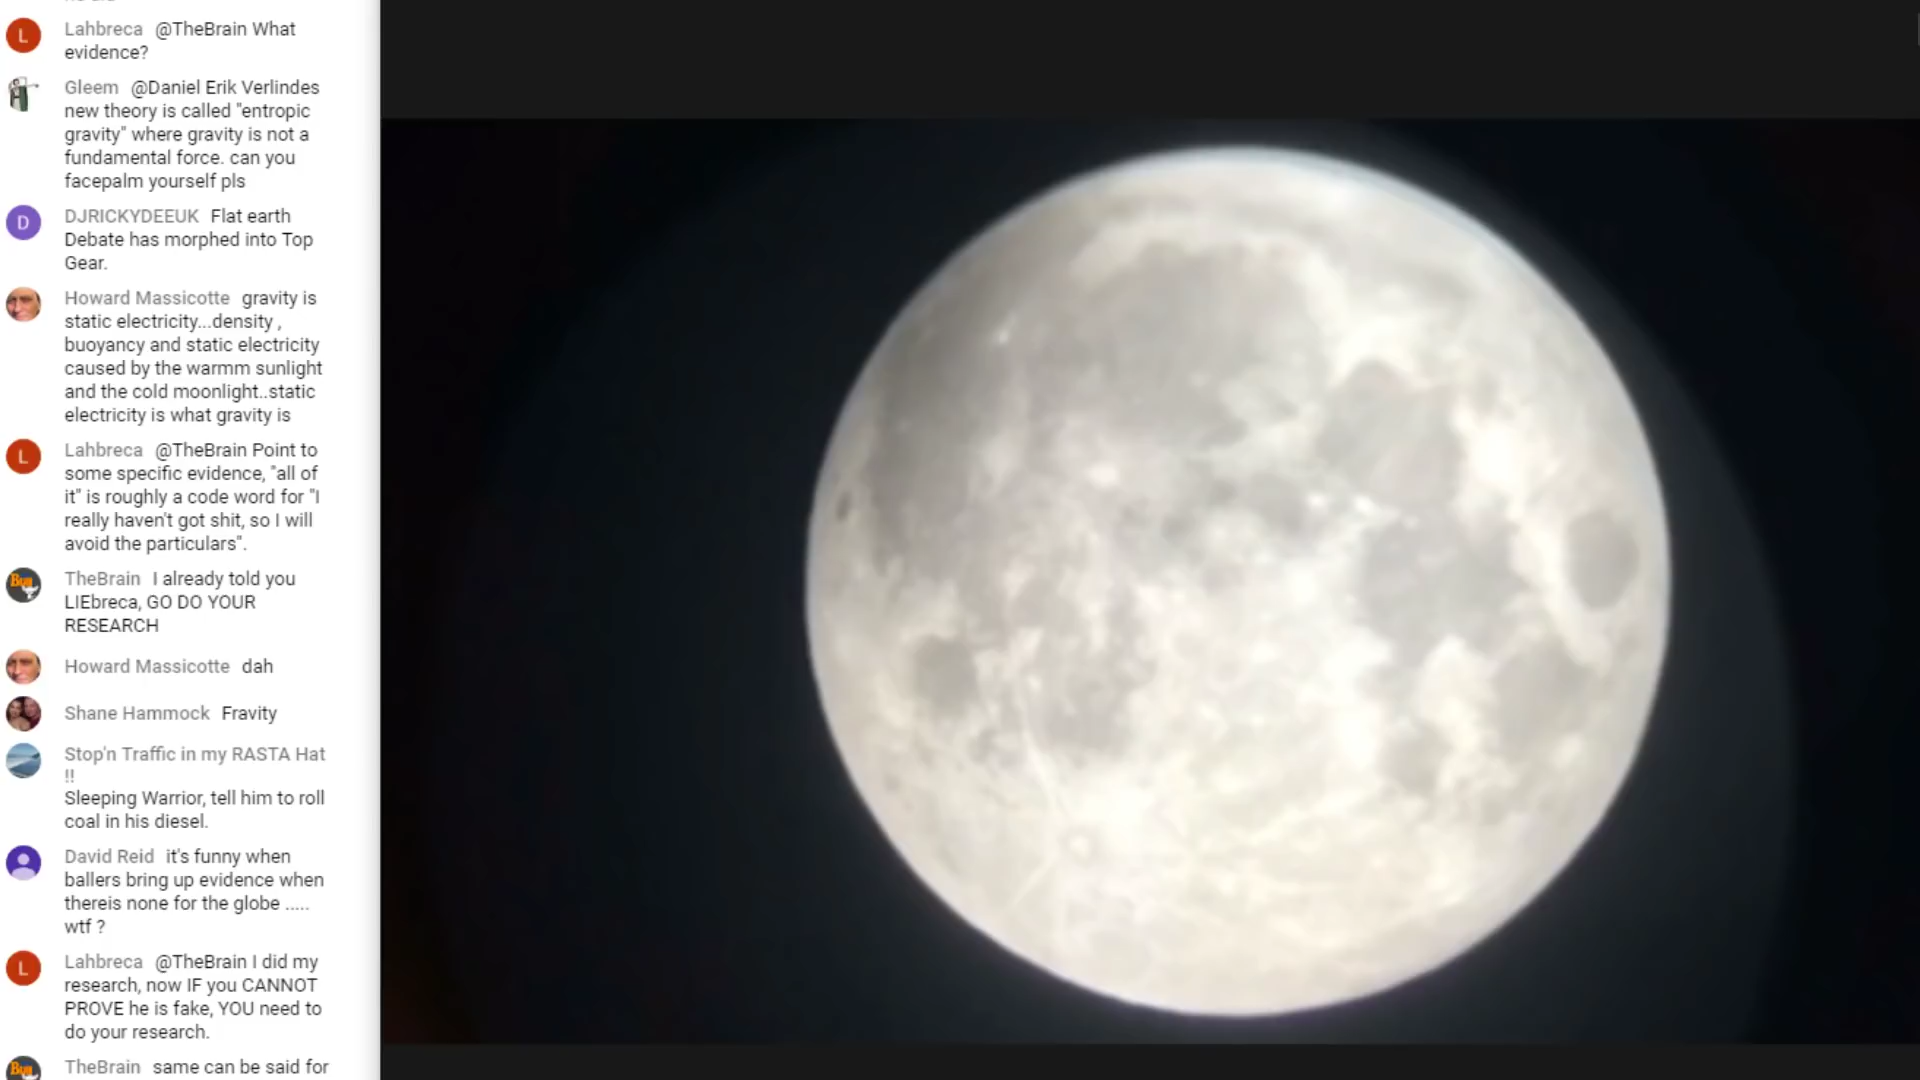 L
Lahbreca @TheBrain What
evidence?
Gleem @Daniel Erik Verlindes
new theory is called "entropic
gravity" where gravity is not a
fundamental force. can you
facepalm yourself pls
D
DJRICKYDEEUK Flat earth
Debate has morphed into Top
Gear.
Howard Massicotte gravity is
static electricity...density ,
buoyancy and static electricity
caused by the warmm sunlight
and the cold moonlight..static
electricity is what gravity is
L
Lahbreca @TheBrain Point to
some specific evidence, "all of
it" is roughly a code word for "I
really haven't got shit, so I will
avoid the particulars".
TheBrain I already told you
LIEbreca, GO DO YOUR
RESEARCH
Howard Massicotte dah
Shane Hammock Fravity
Stop'n Traffic in my RASTA Hat
!!
Sleeping Warrior, tell him to roll
coal in his diesel.
David Reid it's funny when
ballers bring up evidence when
thereis none for the globe .....
wtf ?
L
Lahbreca @TheBrain I did my
research, now IF you CANNOT
PROVE he is fake, YOU need to
do your research.
TheBrain same can be said for